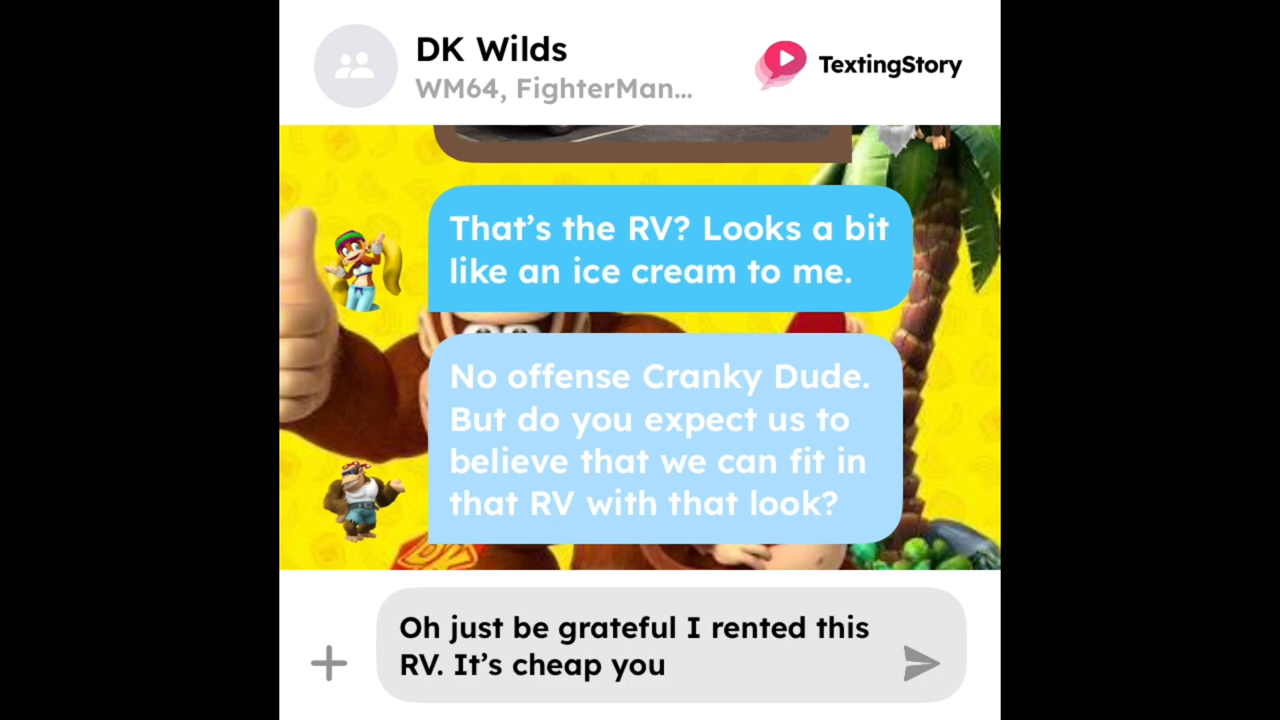 DK Wilds
WM64, FighterMan...
TextingStory
That's the RV? Looks a bit
like an ice cream to me.
No offense Cranky Dude.
But do you expect us to
believe that we can fit in
that RV with that look?
DK
Oh just be grateful I rented this
RV. It's cheap you